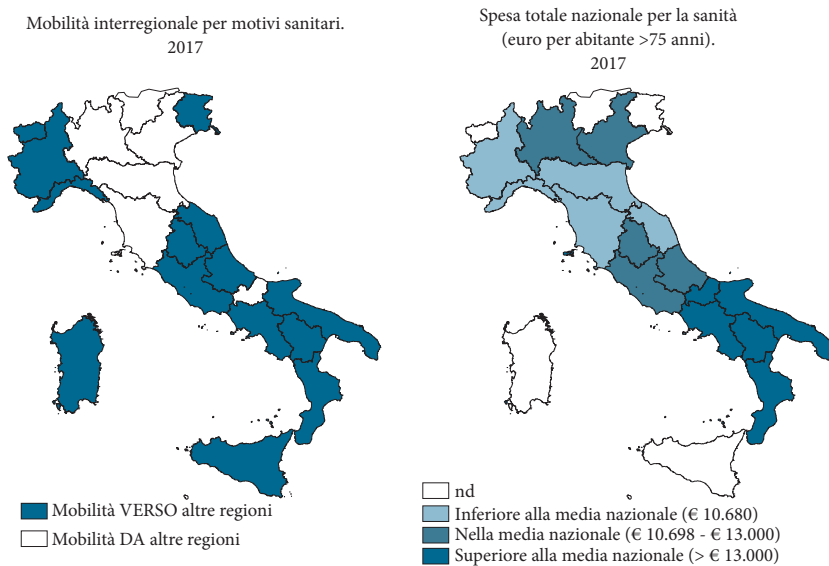 Mobilità interregionale per motivi sanitari.
2017
Mobilità VERSO altre regioni
Mobilità DA altre regioni
Spesa totale nazionale per la sanità
(euro per abitante >75 anni).
2017
nd
Inferiore alla media nazionale (€ 10.680)
Nella media nazionale (€ 10.698 - € 13.000)
Superiore alla media nazionale (> € 13.000)